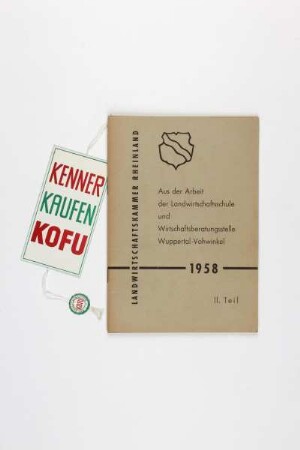 KENNER
KAUFEN
KOFU
LANDWIRTSCHAFTSKAMMER RHEINLAND
Aus der Arbeit
der Landwirtschaftsschule
und
Wirtschaftsberatungsstelle
Wuppertal-Vohwinkel
1958
II. Teil